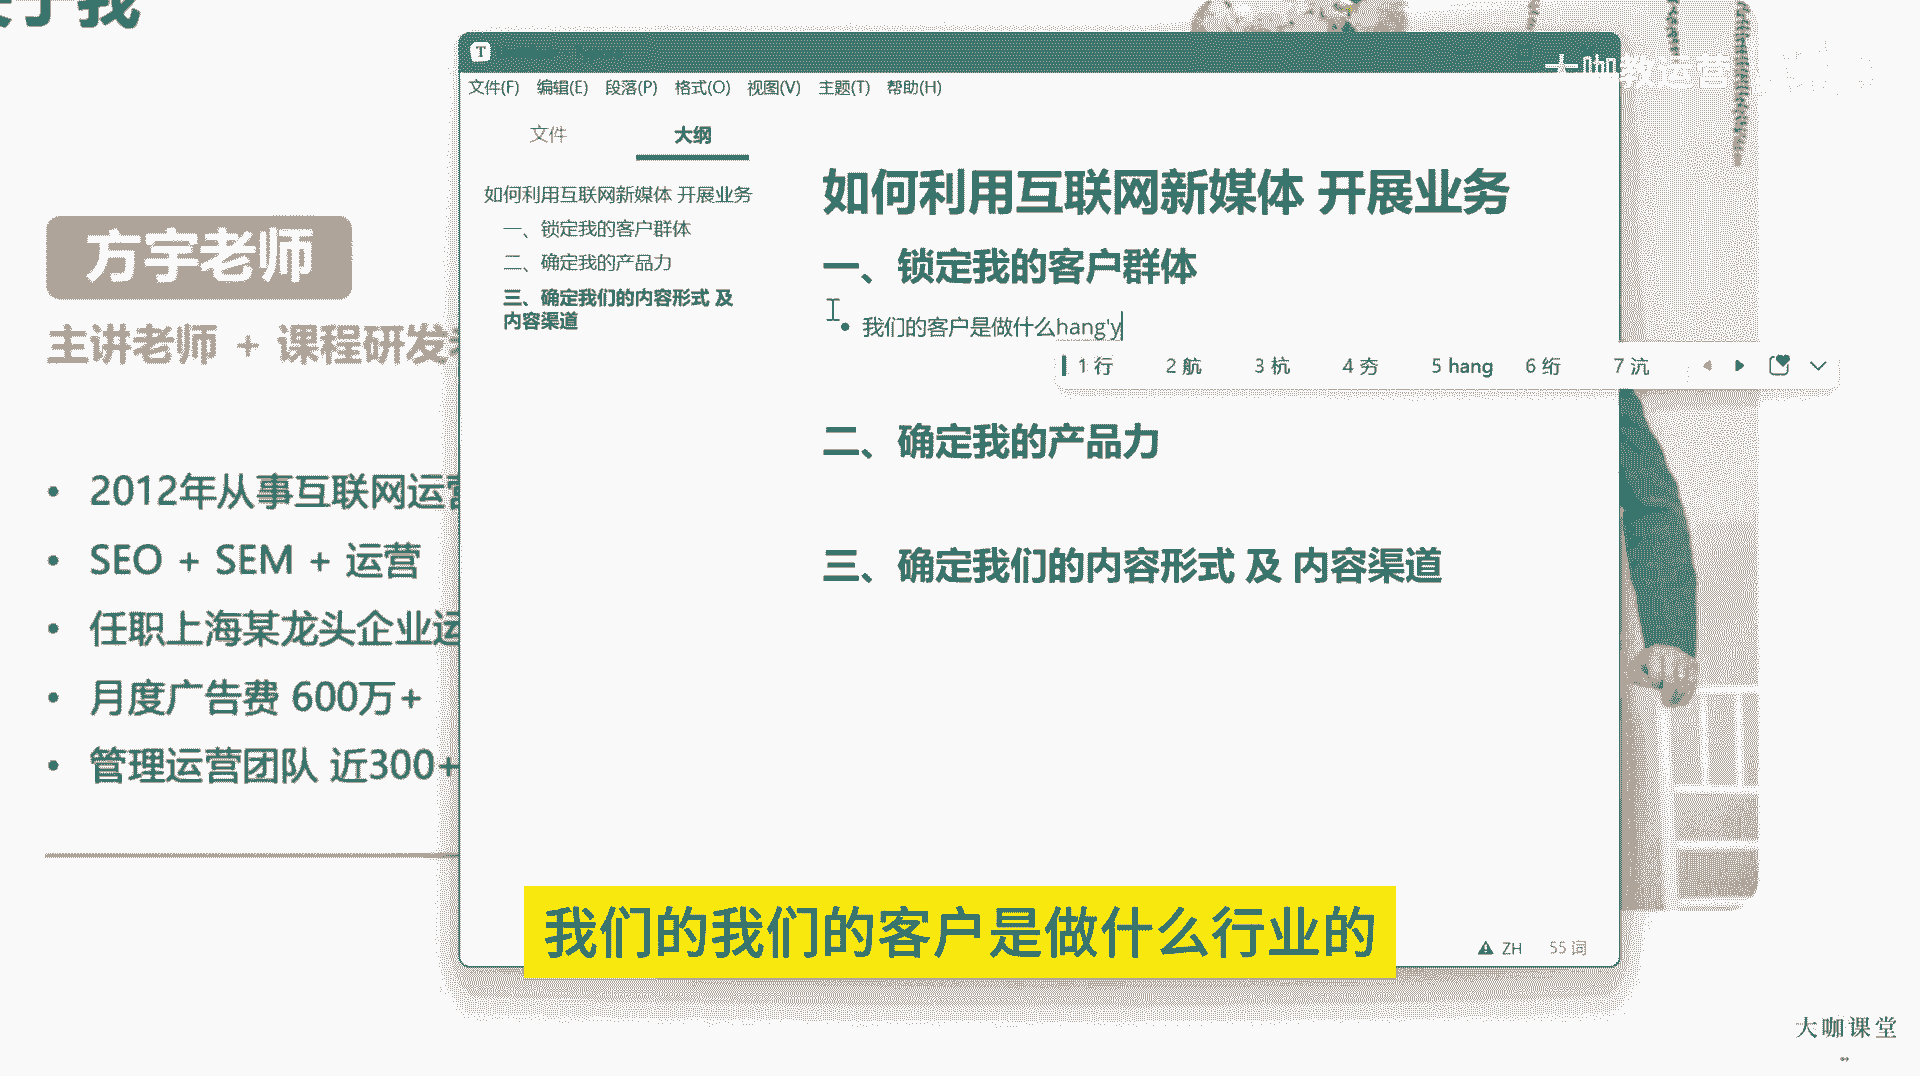 于我
方宇老师
主讲老师 + 课程研发
2012年从事互联网运营
SEO + SEM + 运营
任职上海某龙头企业运
月度广告费 600万+
管理运营团队 近300+
T
大咖教运营
文件(F) 编辑(E) 段落(P) 格式(O) 视图(V) 主题(T) 帮助(H)
文件 大纲
如何利用互联网新媒体 开展业务
一、锁定我的客户群体
二、确定我的产品力
三、确定我们的内容形式 及
内容渠道
如何利用互联网新媒体 开展业务
一、锁定我的客户群体
我们的客户是做什么hang'y
1 行 2 航 3 杭 4 夯 5 hang 6 绗 7 沆
二、确定我的产品力
三、确定我们的内容形式 及 内容渠道
我们的我们的客户是做什么行业的
ZH 55 词
大咖课堂